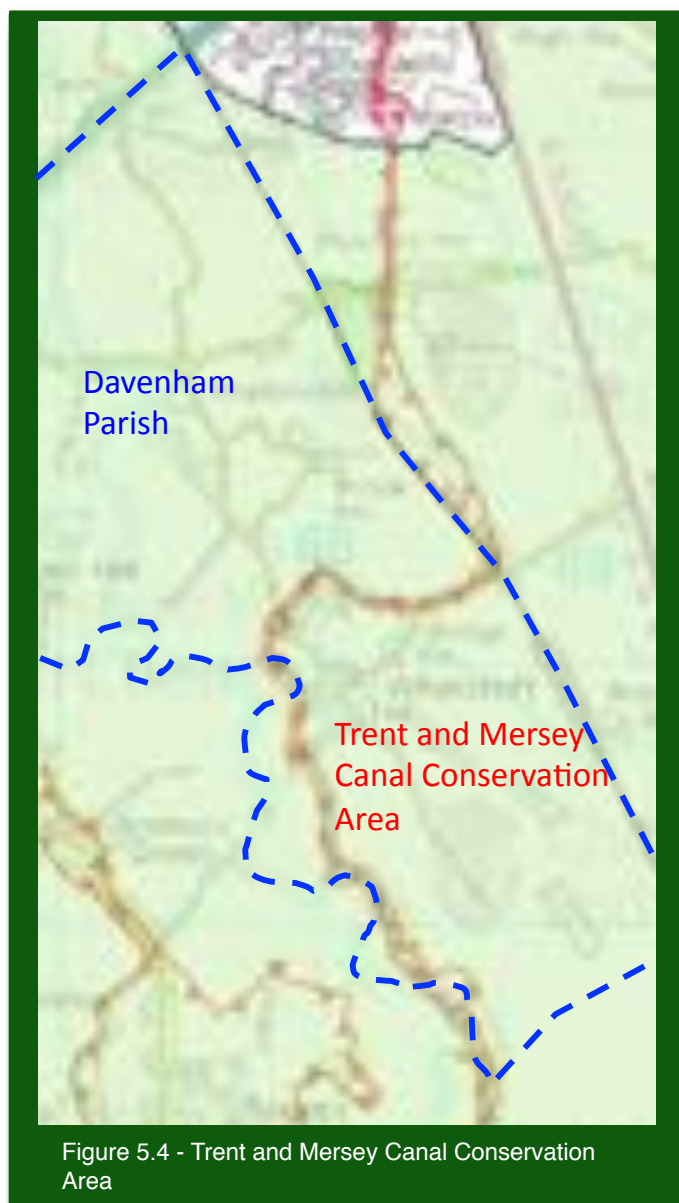 Davenham
Parish
Trent and Mersey
Canal Conservation
Area
Figure 5.4 - Trent and Mersey Canal Conservation
Area